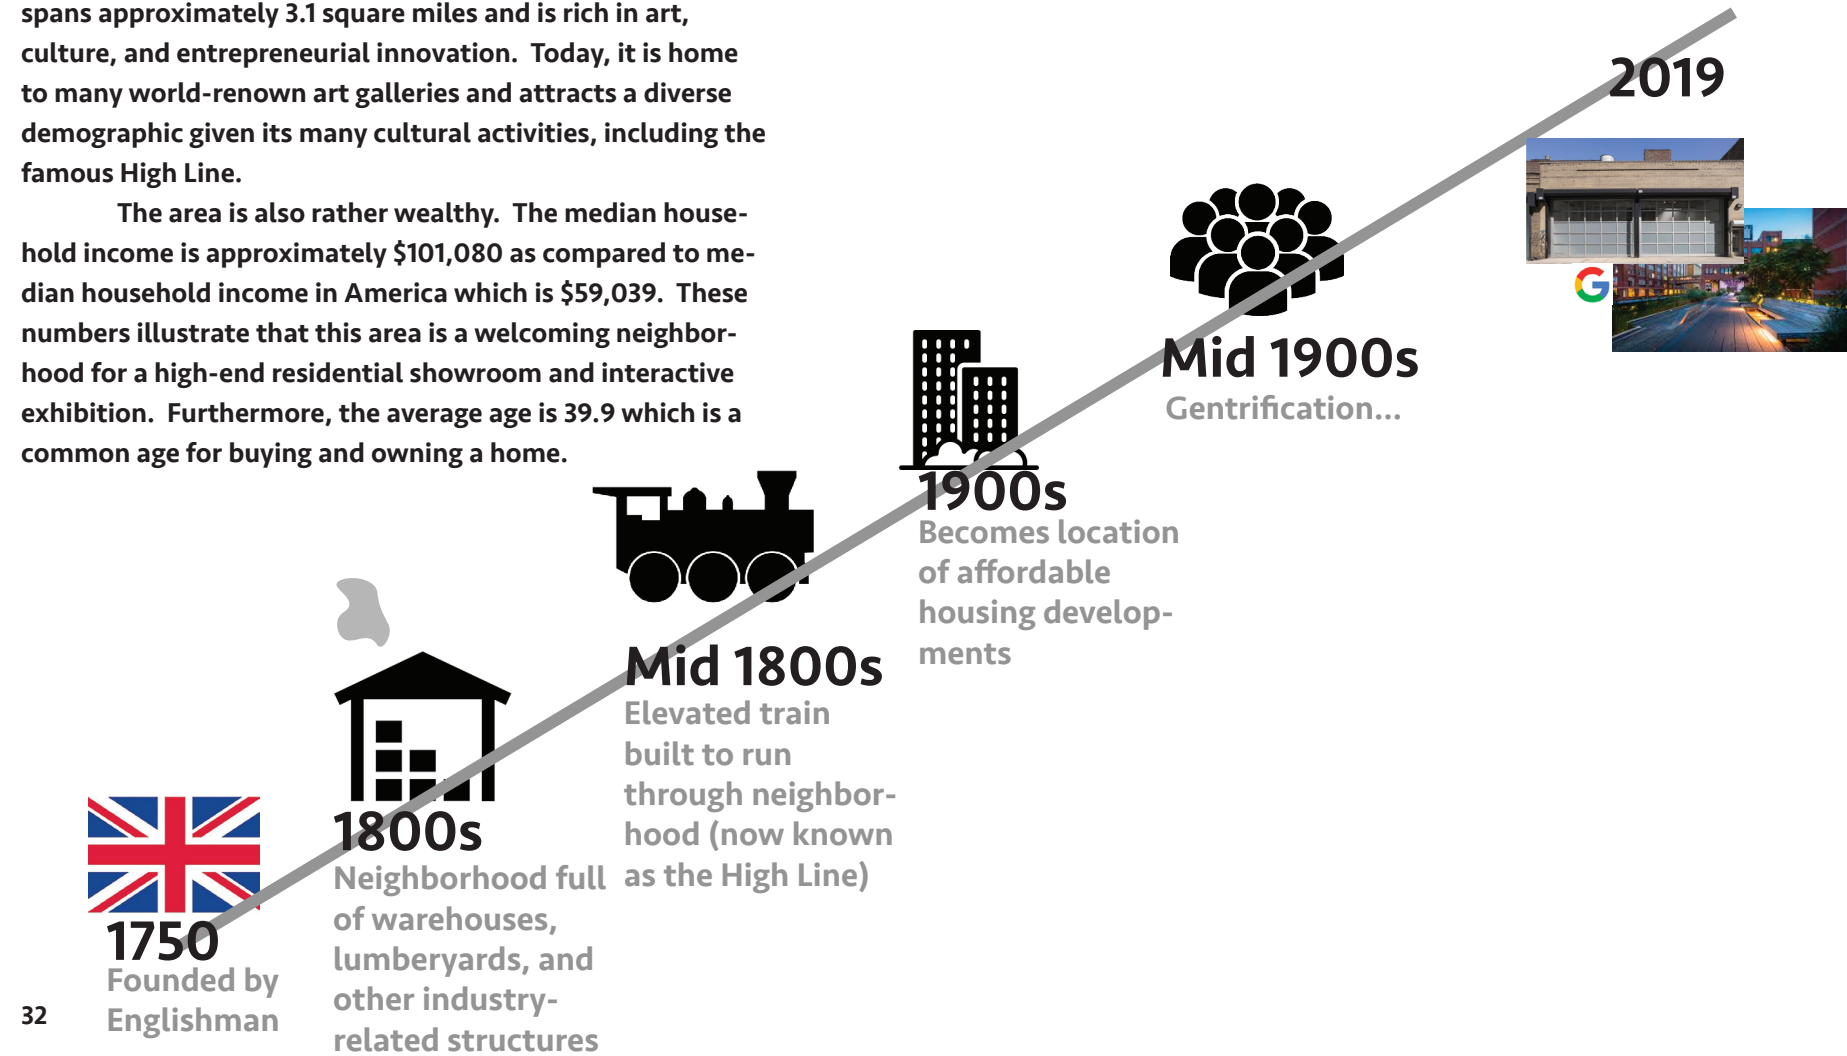 spans approximately 3.1 square miles and is rich in art,
culture, and entrepreneurial innovation.  Today, it is home
to many world-renown art galleries and attracts a diverse
demographic given its many cultural activities, including the
famous High Line.
The area is also rather wealthy.  The median house-
hold income is approximately $101,080 as compared to me-
dian household income in America which is $59,039.  These
numbers illustrate that this area is a welcoming neighbor-
hood for a high-end residential showroom and interactive
exhibition.  Furthermore, the average age is 39.9 which is a
common age for buying and owning a home.
1750
Founded by
Englishman
1800s
Neighborhood full
of warehouses,
lumberyards, and
other industry-
related structures
Mid 1800s
Elevated train
built to run
through neighbor-
hood (now known
as the High Line)
1900s
Becomes location
of affordable
housing develop-
ments
Mid 1900s
Gentrification...
2019
G
32